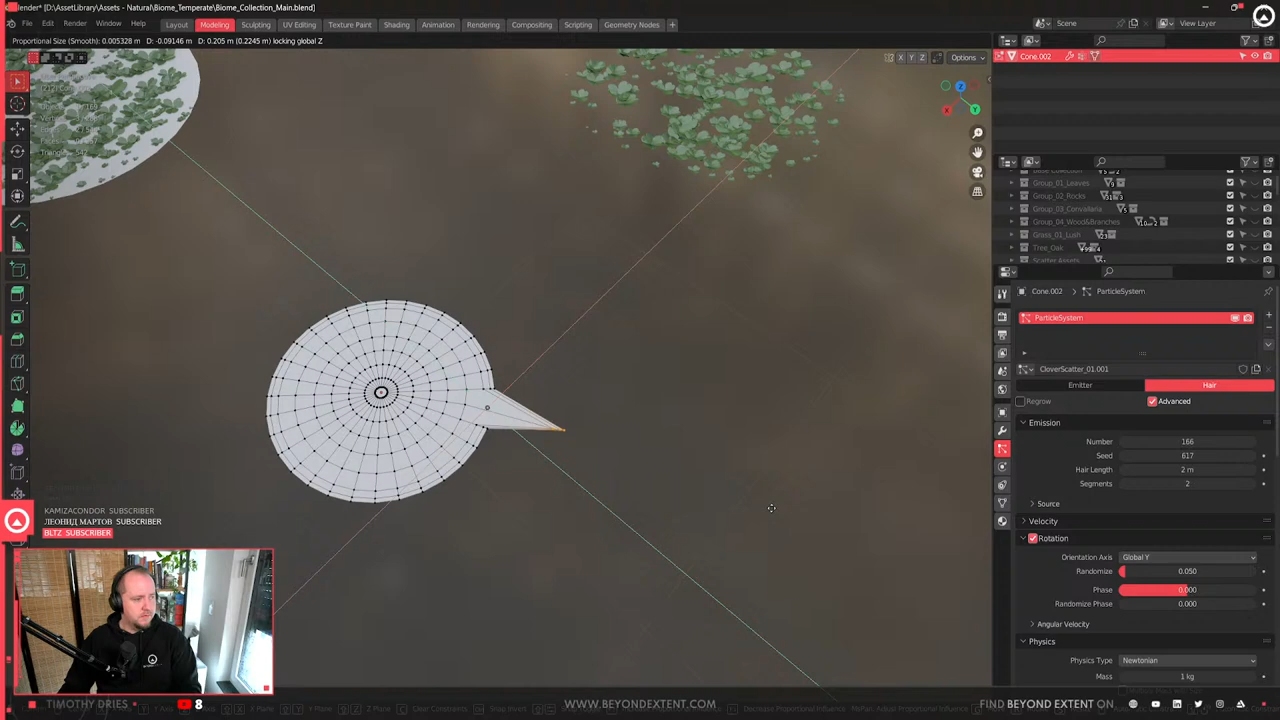 Blender* [D:\AssetLibrary\Assets - Natural\Biome_Temperate\Biome_Collection_Main.blend]
File Edit Render Window Help
Layout Modeling Sculpting UV Editing Texture Paint Shading Animation Rendering Compositing Scripting Geometry Nodes +
Scene
View Layer
Proportional Size (Smooth): 0.005328 m D: -0.09146 m D: 0.205 m (0.2245 m) locking global Z
X Y Z
Options
Cone.002
Group_01_Leaves
Group_02_Rocks
Group_03_Convallaria
Group_04_Wood&Branches
Grass_01_Lush
Tree_Oak
Scatter Assets
Cone.002 > ParticleSystem
ParticleSystem
CloverScatter_01.001
Emitter
Hair
Regrow
Advanced
Emission
Number 166
Seed 617
Hair Length 2 m
Segments 2
Source
Velocity
Rotation
Orientation Axis Global Y
Randomize 0.050
Phase 0.000
Randomize Phase 0.000
Angular Velocity
Physics
Physics Type Newtonian
Mass 1 kg
KAMIZACONDOR SUBSCRIBER
ЛЕОНИД МАРТОВ SUBSCRIBER
BLTZ SUBSCRIBER
TIMOTHY DRIES
8
WWW.BEYONDEXTENT.COM
FIND BEYOND EXTENT ON